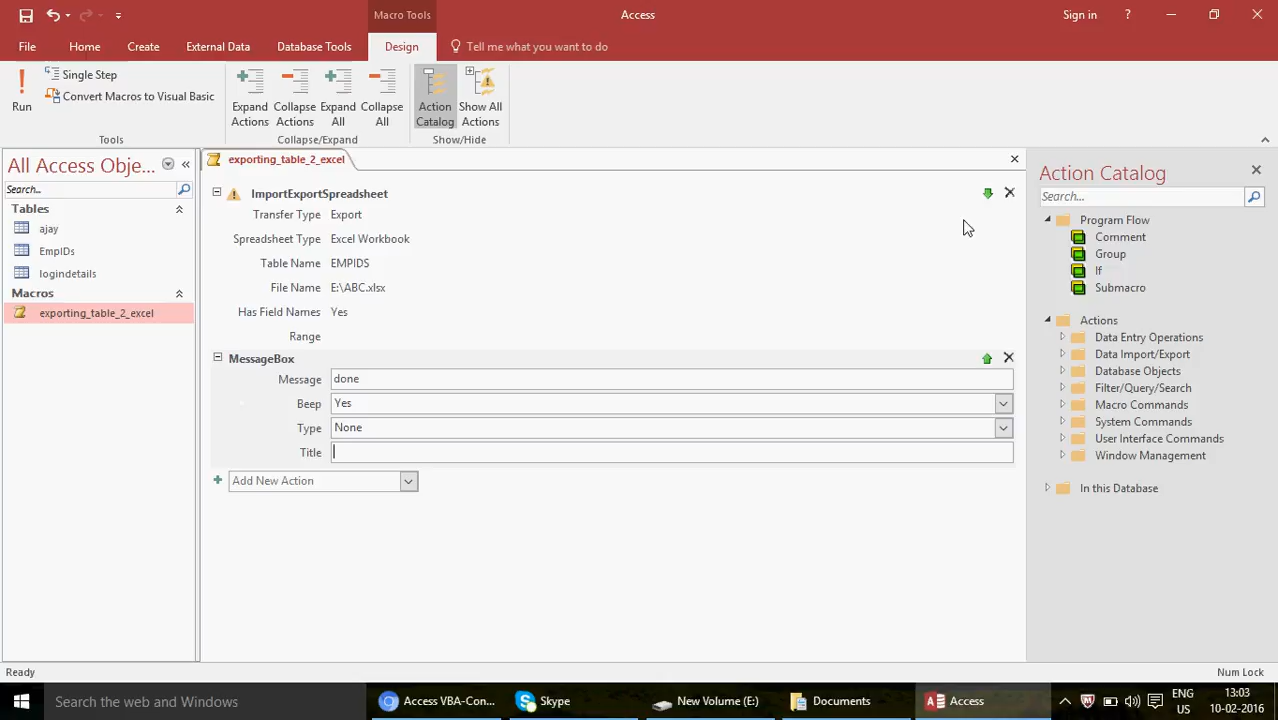 Macro Tools
Access
Sign in
?
File
Home
Create
External Data
Database Tools
Design
Tell me what you want to do
Run
Single Step
Convert Macros to Visual Basic
Tools
Expand Actions
Collapse Actions
Expand All
Collapse All
Collapse/Expand
Action Catalog
Show All Actions
Show/Hide
All Access Obje...
Search...
Tables
ajay
EmpIDs
logindetails
Macros
exporting_table_2_excel
exporting_table_2_excel
ImportExportSpreadsheet
Transfer Type Export
Spreadsheet Type Excel Workbook
Table Name EMPIDS
File Name E:\ABC.xlsx
Has Field Names Yes
Range
MessageBox
Message done
Beep Yes
Type None
Title
Add New Action
Action Catalog
Search...
Program Flow
Comment
Group
If
Submacro
Actions
Data Entry Operations
Data Import/Export
Database Objects
Filter/Query/Search
Macro Commands
System Commands
User Interface Commands
Window Management
In this Database
Ready
Num Lock
Search the web and Windows
Access VBA-Con...
Skype
New Volume (E:)
Documents
Access
ENG
US
13:03
10-02-2016